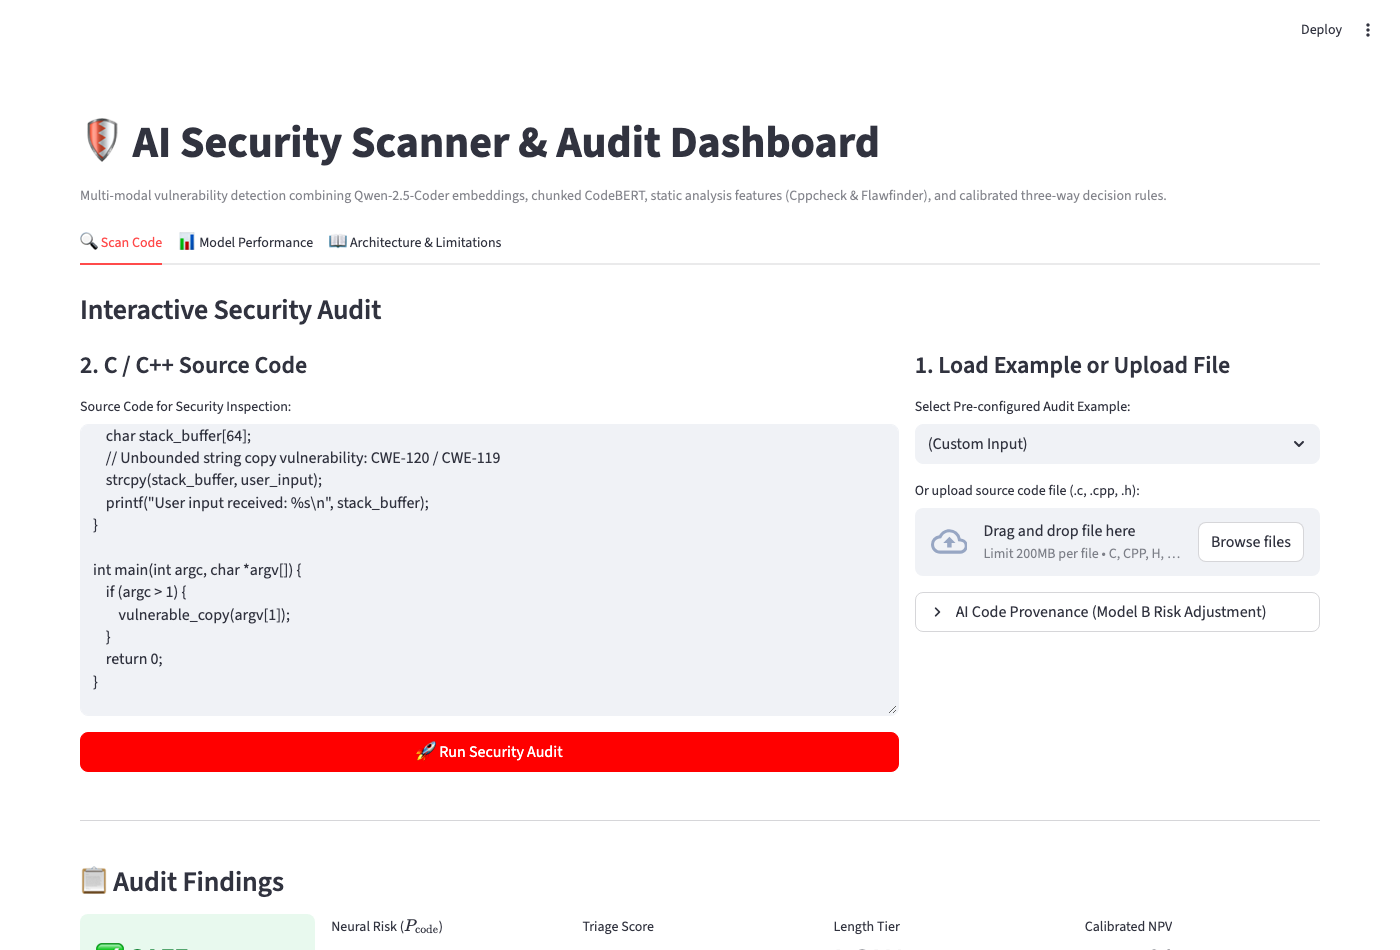 Deploy
AI Security Scanner & Audit Dashboard
Multi-modal vulnerability detection combining Qwen-2.5-Coder embeddings, chunked CodeBERT, static analysis features (Cppcheck & Flawfinder), and calibrated three-way decision rules.
Scan Code
Model Performance
Architecture & Limitations
Interactive Security Audit
2. C / C++ Source Code
Source Code for Security Inspection:
    char stack_buffer[64];
    // Unbounded string copy vulnerability: CWE-120 / CWE-119
    strcpy(stack_buffer, user_input);
    printf("User input received: %s\n", stack_buffer);
}
int main(int argc, char *argv[]) {
    if (argc > 1) {
        vulnerable_copy(argv[1]);
    }
    return 0;
}
Run Security Audit
1. Load Example or Upload File
Select Pre-configured Audit Example:
(Custom Input)
Or upload source code file (.c, .cpp, .h):
Drag and drop file here
Limit 200MB per file • C, CPP, H, …
Browse files
AI Code Provenance (Model B Risk Adjustment)
Audit Findings
Neural Risk (P_code)
Triage Score
Length Tier
Calibrated NPV